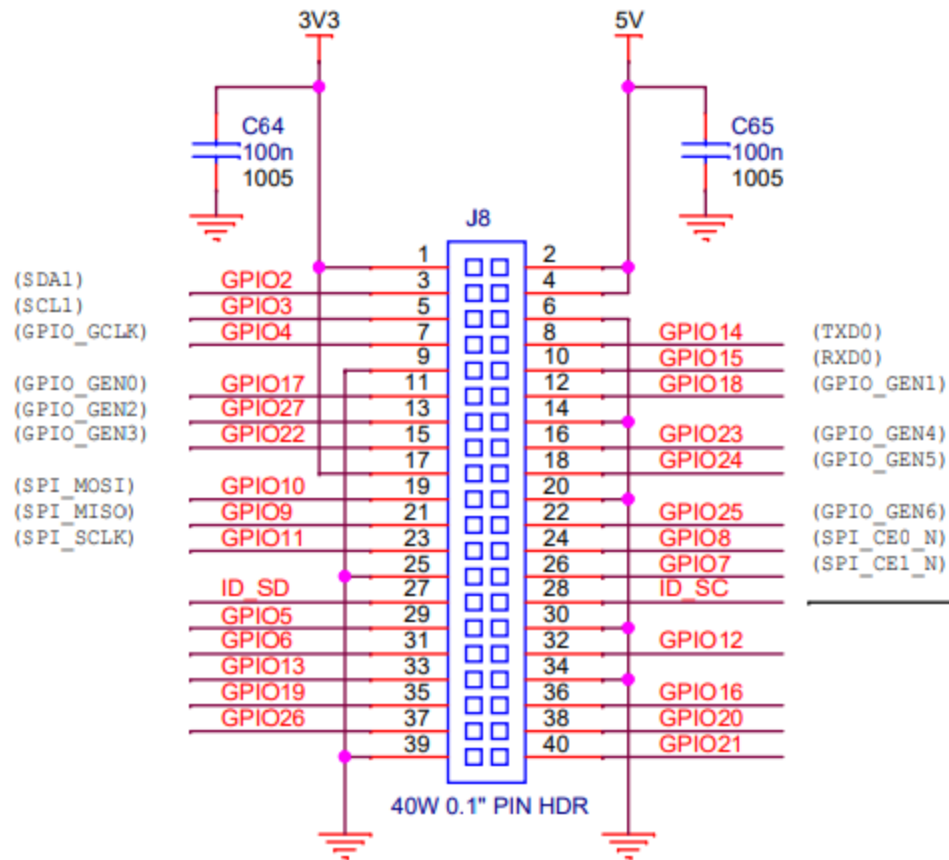 3V3 5V
C64 C65
100n 100n
1005 1005
J8
1 2
(SDA1) GPIO2 3 4
(SCL1) GPIO3 5 6
(GPIO_GCLK) GPIO4 7 8 GPIO14 (TXD0)
9 10 GPIO15 (RXD0)
(GPIO_GEN0) GPIO17 11 12 GPIO18 (GPIO_GEN1)
(GPIO_GEN2) GPIO27 13 14
(GPIO_GEN3) GPIO22 15 16 GPIO23 (GPIO_GEN4)
17 18 GPIO24 (GPIO_GEN5)
(SPI_MOSI) GPIO10 19 20
(SPI_MISO) GPIO9 21 22 GPIO25 (GPIO_GEN6)
(SPI_SCLK) GPIO11 23 24 GPIO8 (SPI_CE0_N)
25 26 GPIO7 (SPI_CE1_N)
ID_SD 27 28 ID_SC
GPIO5 29 30
GPIO6 31 32 GPIO12
GPIO13 33 34
GPIO19 35 36 GPIO16
GPIO26 37 38 GPIO20
39 40 GPIO21
40W 0.1" PIN HDR